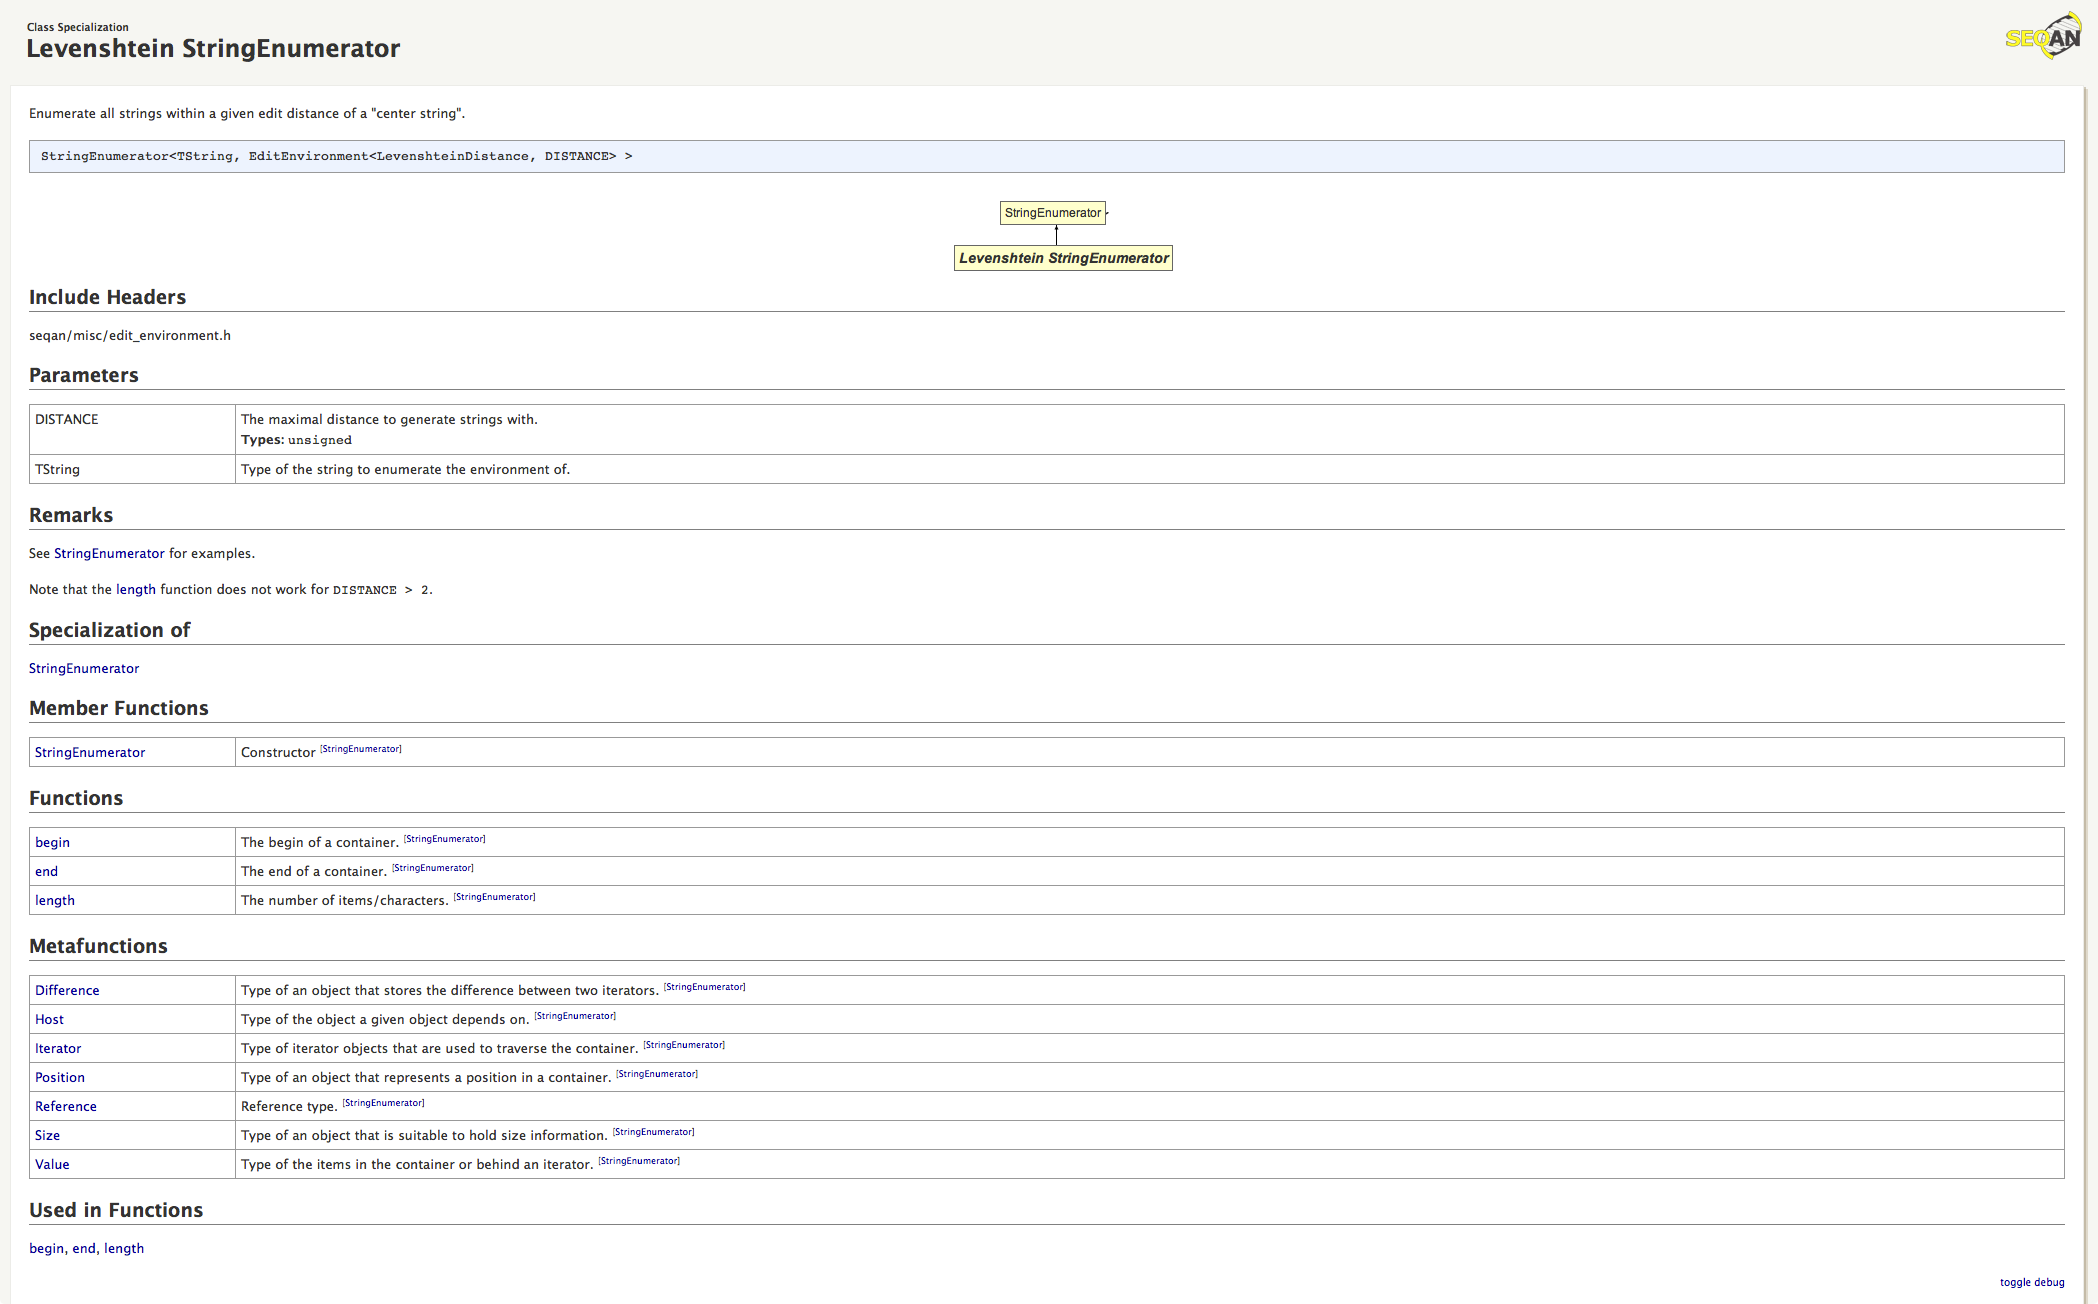 Class Specialization
Levenshtein StringEnumerator
SEQAN
Enumerate all strings within a given edit distance of a "center string".
StringEnumerator<TString, EditEnvironment<LevenshteinDistance, DISTANCE> >
StringEnumerator
Levenshtein StringEnumerator
Include Headers
seqan/misc/edit_environment.h
Parameters
DISTANCE The maximal distance to generate strings with.
Types: unsigned
TString Type of the string to enumerate the environment of.
Remarks
See StringEnumerator for examples.
Note that the length function does not work for DISTANCE > 2.
Specialization of
StringEnumerator
Member Functions
StringEnumerator Constructor [StringEnumerator]
Functions
begin The begin of a container. [StringEnumerator]
end The end of a container. [StringEnumerator]
length The number of items/characters. [StringEnumerator]
Metafunctions
Difference Type of an object that stores the difference between two iterators. [StringEnumerator]
Host Type of the object a given object depends on. [StringEnumerator]
Iterator Type of iterator objects that are used to traverse the container. [StringEnumerator]
Position Type of an object that represents a position in a container. [StringEnumerator]
Reference Reference type. [StringEnumerator]
Size Type of an object that is suitable to hold size information. [StringEnumerator]
Value Type of the items in the container or behind an iterator. [StringEnumerator]
Used in Functions
begin, end, length
toggle debug